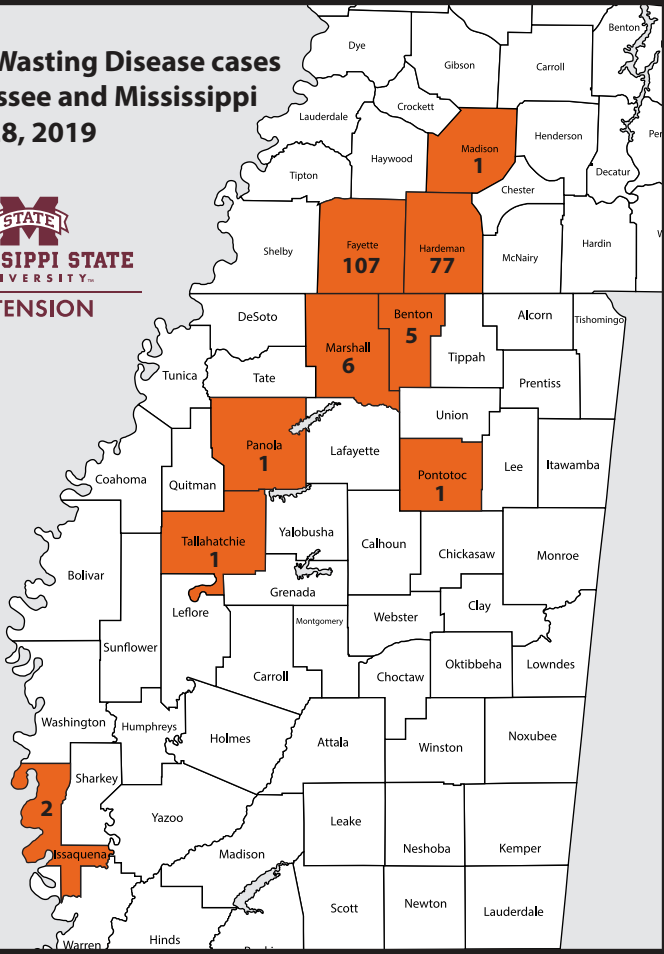 Wasting Disease cases
ssee and Mississippi
8, 2019
STATE
SIPPI STATE
IVERSITY™
TENSION
Benton
Dye
Gibson
Carroll
Crockett
Lauderdale
Henderson
Per
Madison
1
Haywood
Decatur
Tipton
Chester
Shelby
Fayette
107
Hardeman
77
McNairy
Hardin
DeSoto
Benton
5
Alcorn
Tishomingo
Marshall
6
Tippah
Tunica
Tate
Prentiss
Union
Panola
1
Lafayette
Lee
Itawamba
Pontotoc
1
Coahoma
Quitman
Tallahatchie
1
Yalobusha
Calhoun
Chickasaw
Monroe
Bolivar
Grenada
Leflore
Montgomery
Webster
Clay
Sunflower
Carroll
Choctaw
Oktibbeha
Lowndes
Washington
Humphreys
Holmes
Attala
Winston
Noxubee
Sharkey
2
Yazoo
Leake
Neshoba
Kemper
Issaquena
Madison
Scott
Newton
Lauderdale
Warren
Hinds